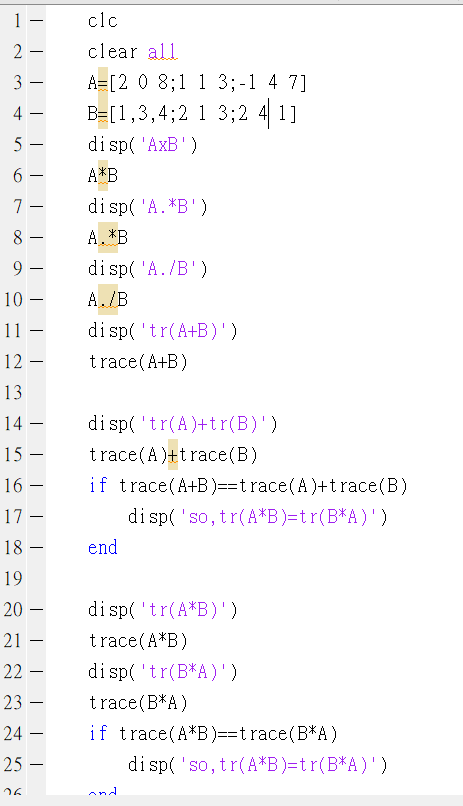 1 — clc
2 — clear all
3 — A=[2 0 8;1 1 3;-1 4 7]
4 — B=[1,3,4;2 1 3;2 4 1]
5 — disp('AxB')
6 — A*B
7 — disp('A.*B')
8 — A.*B
9 — disp('A./B')
10 — A./B
11 — disp('tr(A+B)')
12 — trace(A+B)
13
14 — disp('tr(A)+tr(B)')
15 — trace(A)+trace(B)
16 — if trace(A+B)==trace(A)+trace(B)
17 — disp('so,tr(A*B)=tr(B*A)')
18 — end
19
20 — disp('tr(A*B)')
21 — trace(A*B)
22 — disp('tr(B*A)')
23 — trace(B*A)
24 — if trace(A*B)==trace(B*A)
25 — disp('so,tr(A*B)=tr(B*A)')
26 — end